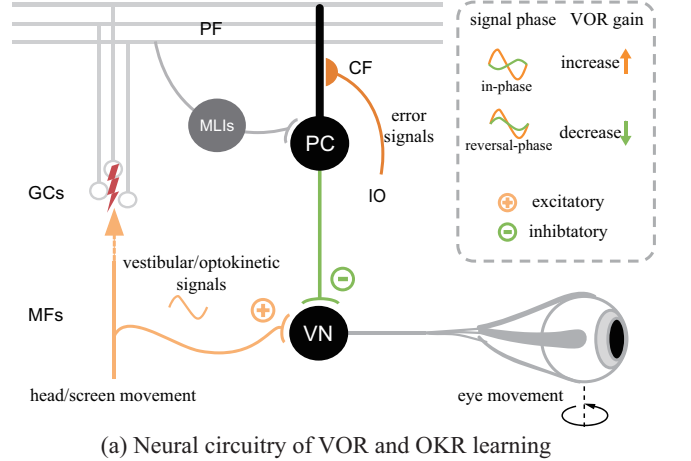 PF
CF
MLIs
PC
error
signals
IO
GCs
vestibular/optokinetic
signals
MFs
VN
head/screen movement
eye movement
signal phase VOR gain
in-phase
increase
reversal-phase
decrease
excitatory
inhibtatory
(a) Neural circuitry of VOR and OKR learning